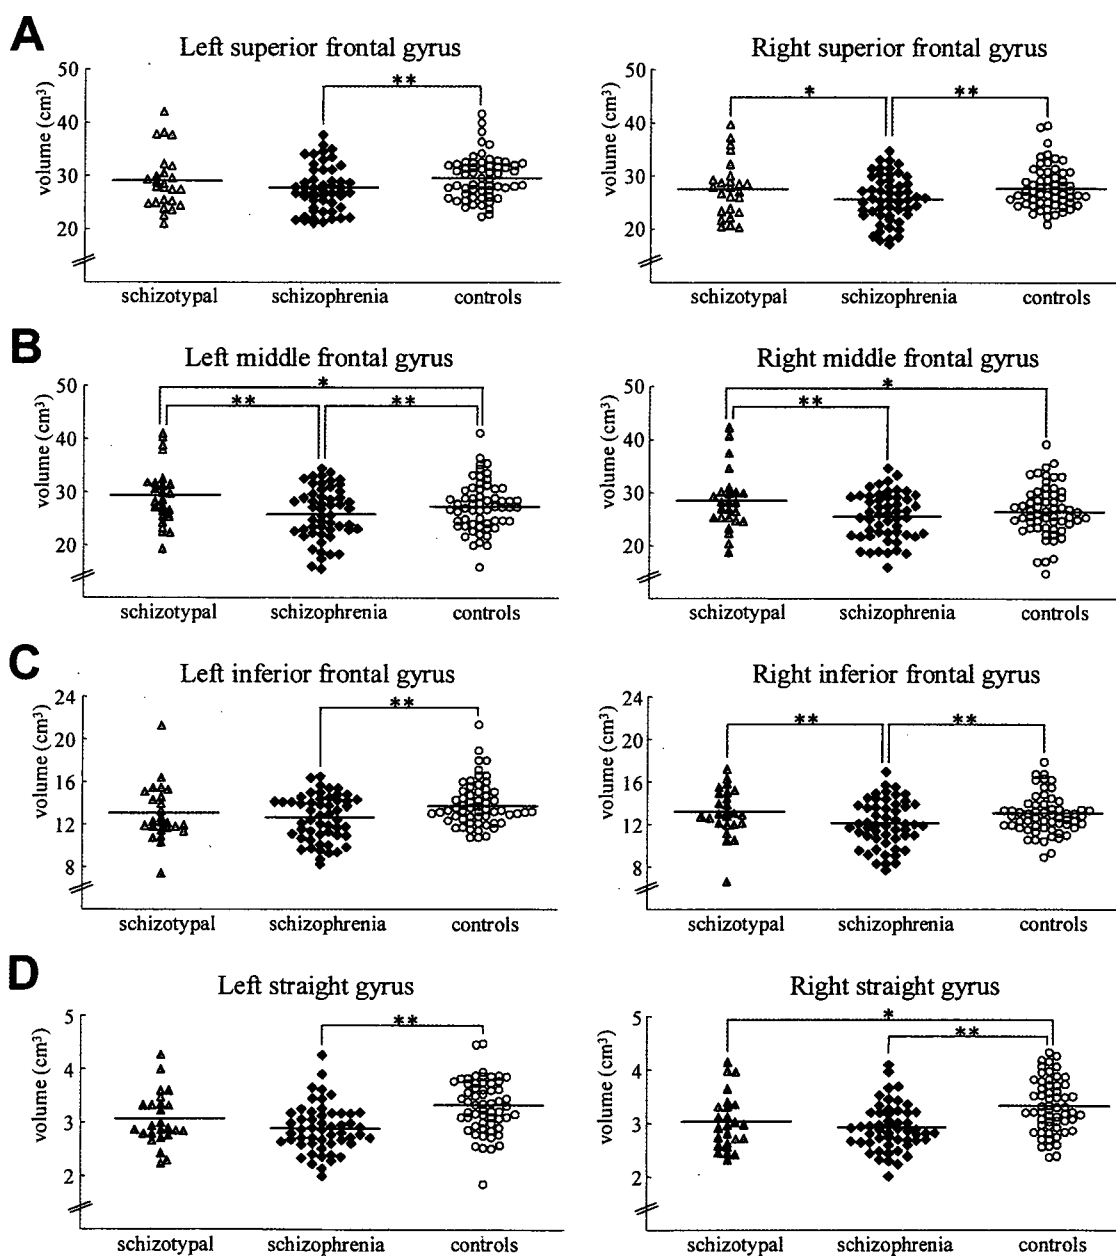 A
Left superior frontal gyrus
Right superior frontal gyrus
volume (cm³)
50
40
30
20
**
schizotypal
schizophrenia
controls
volume (cm³)
50
40
30
20
*
**
schizotypal
schizophrenia
controls
B
Left middle frontal gyrus
Right middle frontal gyrus
volume (cm³)
50
40
30
20
*
**
**
schizotypal
schizophrenia
controls
volume (cm³)
50
40
30
20
*
**
schizotypal
schizophrenia
controls
C
Left inferior frontal gyrus
Right inferior frontal gyrus
volume (cm³)
24
20
16
12
8
**
schizotypal
schizophrenia
controls
volume (cm³)
24
20
16
12
8
**
**
schizotypal
schizophrenia
controls
D
Left straight gyrus
Right straight gyrus
volume (cm³)
5
4
3
2
**
schizotypal
schizophrenia
controls
volume (cm³)
5
4
3
2
*
**
schizotypal
schizophrenia
controls